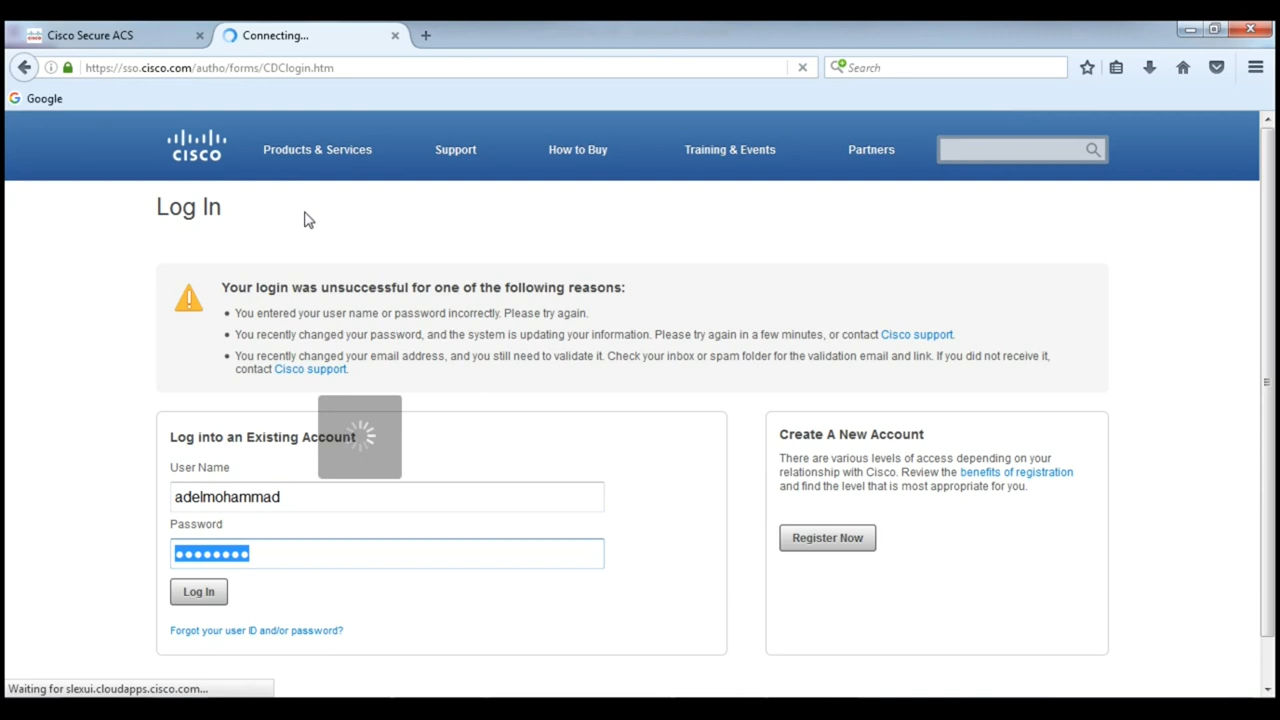 Cisco Secure ACS
Connecting...
https://sso.cisco.com/autho/forms/CDClogin.htm
Search
Google
CISCO
Products & Services
Support
How to Buy
Training & Events
Partners
Log In
Your login was unsuccessful for one of the following reasons:
• You entered your user name or password incorrectly. Please try again.
• You recently changed your password, and the system is updating your information. Please try again in a few minutes, or contact Cisco support.
• You recently changed your email address, and you still need to validate it. Check your inbox or spam folder for the validation email and link. If you did not receive it,
contact Cisco support.
Log into an Existing Account
User Name
adelmohammad
Password
Log In
Forgot your user ID and/or password?
Create A New Account
There are various levels of access depending on your
relationship with Cisco. Review the benefits of registration
and find the level that is most appropriate for you.
Register Now
Waiting for slexui.cloudapps.cisco.com...